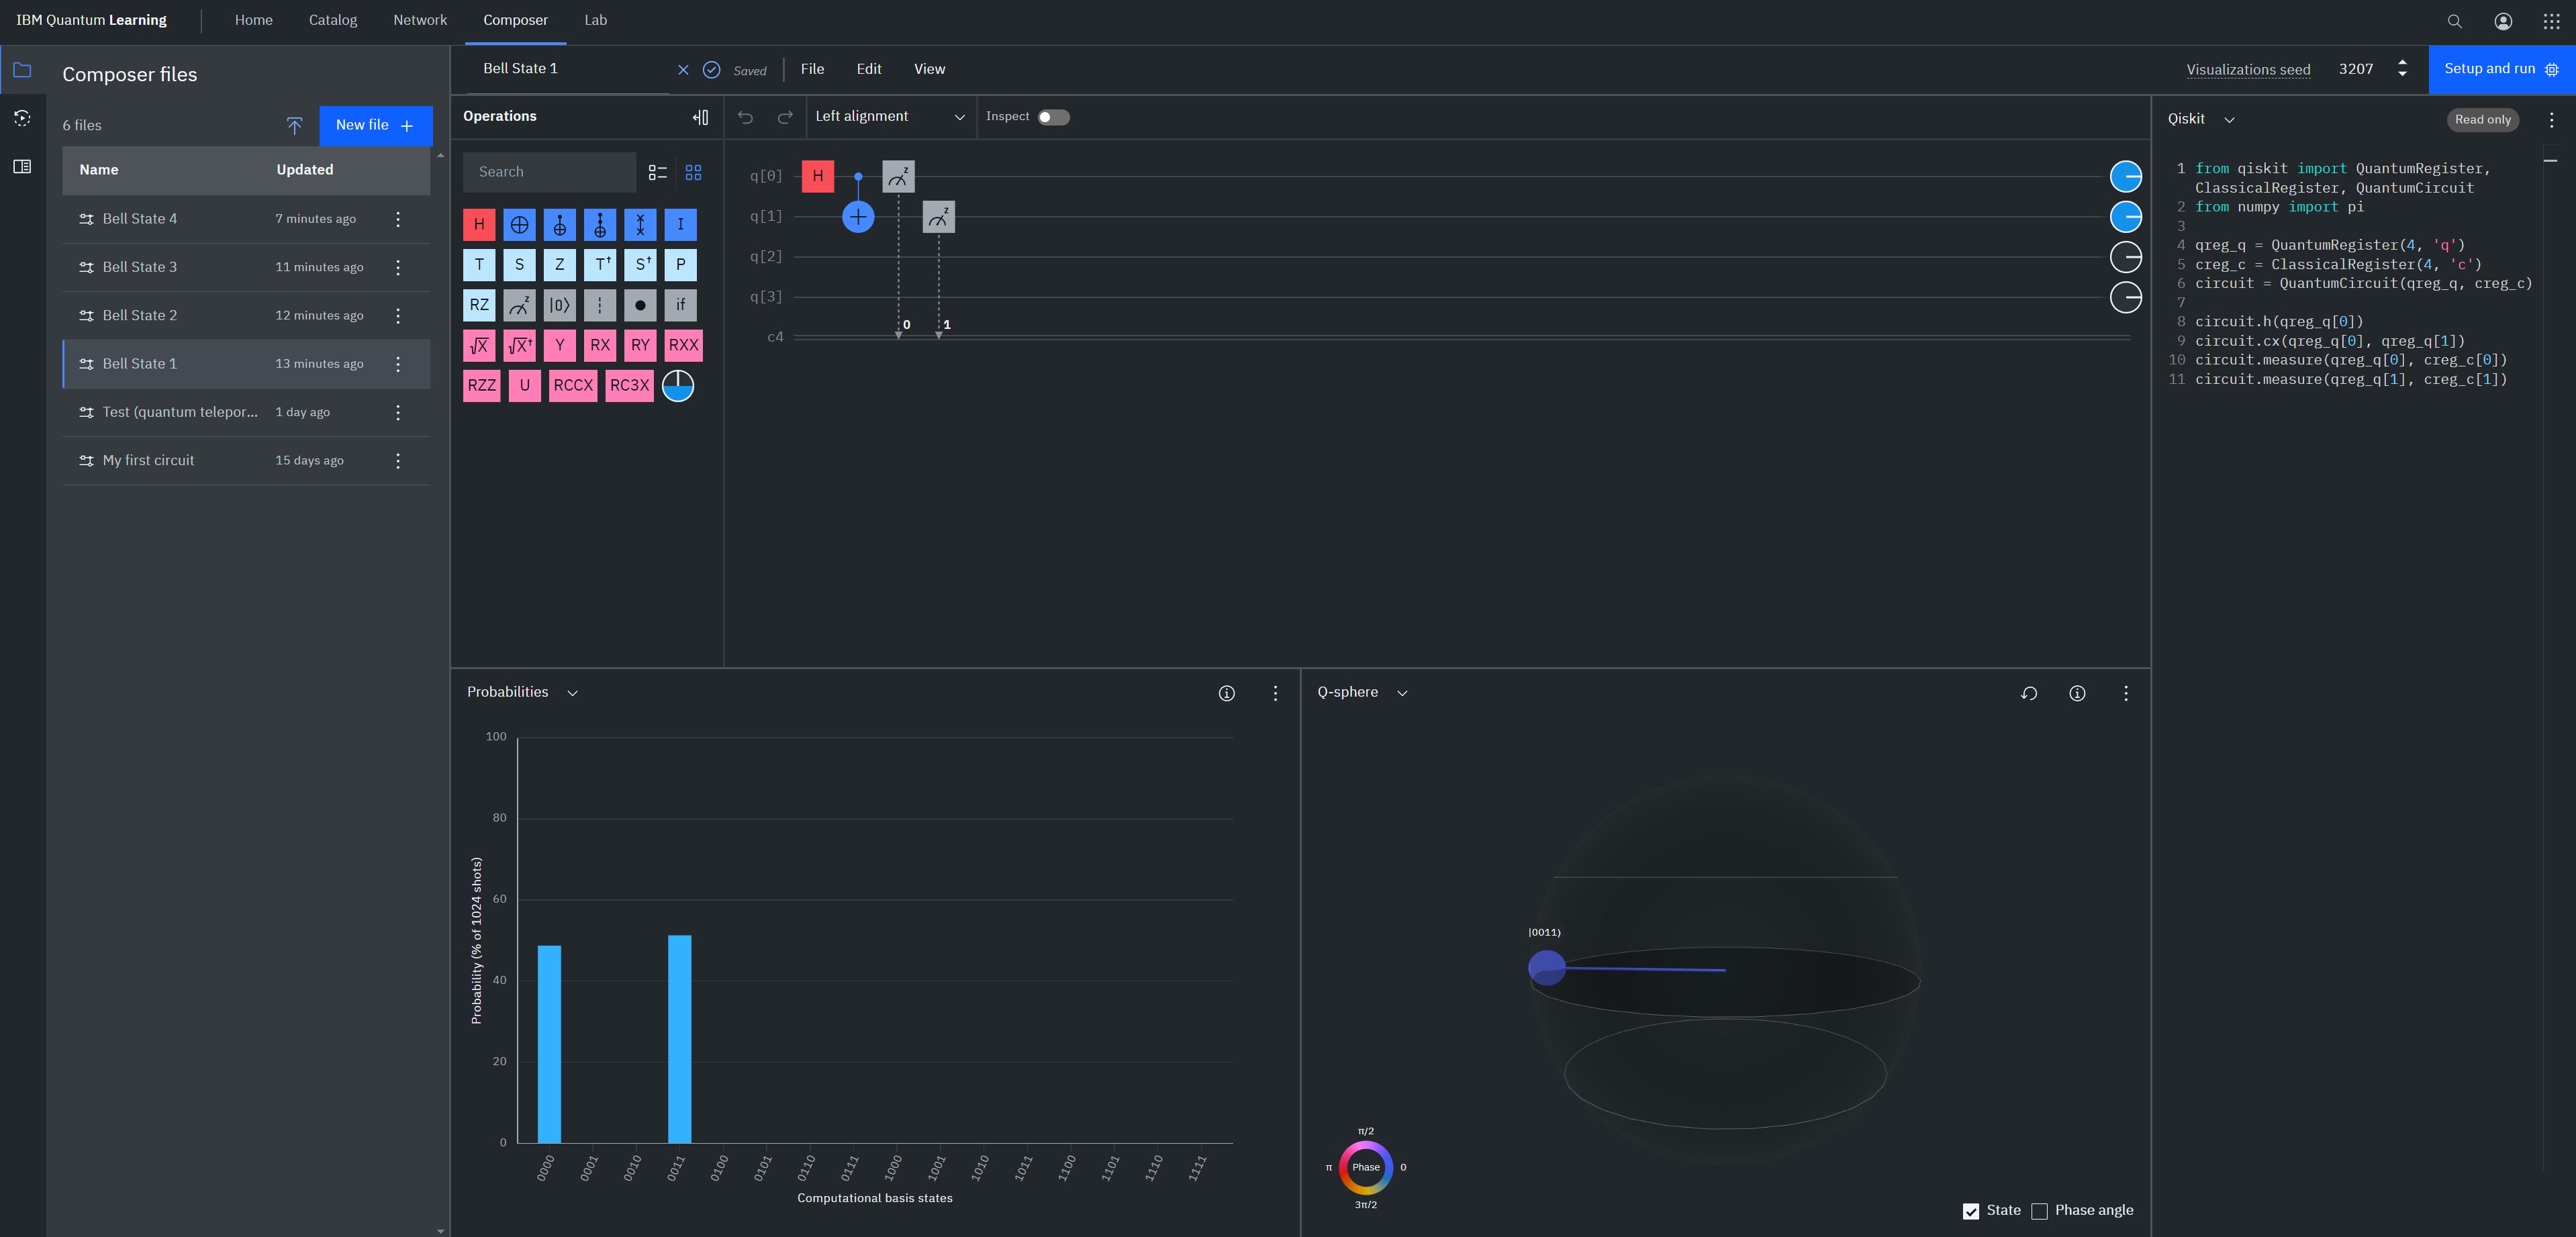 IBM Quantum Learning
Home
Catalog
Network
Composer
Lab
Composer files
6 files
New file +
Name Updated
Bell State 4 7 minutes ago
Bell State 3 11 minutes ago
Bell State 2 12 minutes ago
Bell State 1 13 minutes ago
Test (quantum telepor... 1 day ago
My first circuit 15 days ago
Bell State 1
Saved
File
Edit
View
Visualizations seed 3207
Setup and run
Operations
Search
H I
T S Z T† S† P
RZ z |0⟩ if
√X √X† Y RX RY RXX
RZZ U RCCX RC3X
Left alignment
Inspect
q[0] H z
q[1] + z
q[2]
q[3]
c4 0 1
Qiskit
Read only
1 from qiskit import QuantumRegister,
ClassicalRegister, QuantumCircuit
2 from numpy import pi
3
4 qreg_q = QuantumRegister(4, 'q')
5 creg_c = ClassicalRegister(4, 'c')
6 circuit = QuantumCircuit(qreg_q, creg_c)
7
8 circuit.h(qreg_q[0])
9 circuit.cx(qreg_q[0], qreg_q[1])
10 circuit.measure(qreg_q[0], creg_c[0])
11 circuit.measure(qreg_q[1], creg_c[1])
Probabilities
Probability (% of 1024 shots)
100
80
60
40
20
0
0000 0001 0010 0011 0100 0101 0110 0111 1000 1001 1010 1011 1100 1101 1110 1111
Computational basis states
Q-sphere
|0011⟩
π/2
π Phase 0
3π/2
State
Phase angle